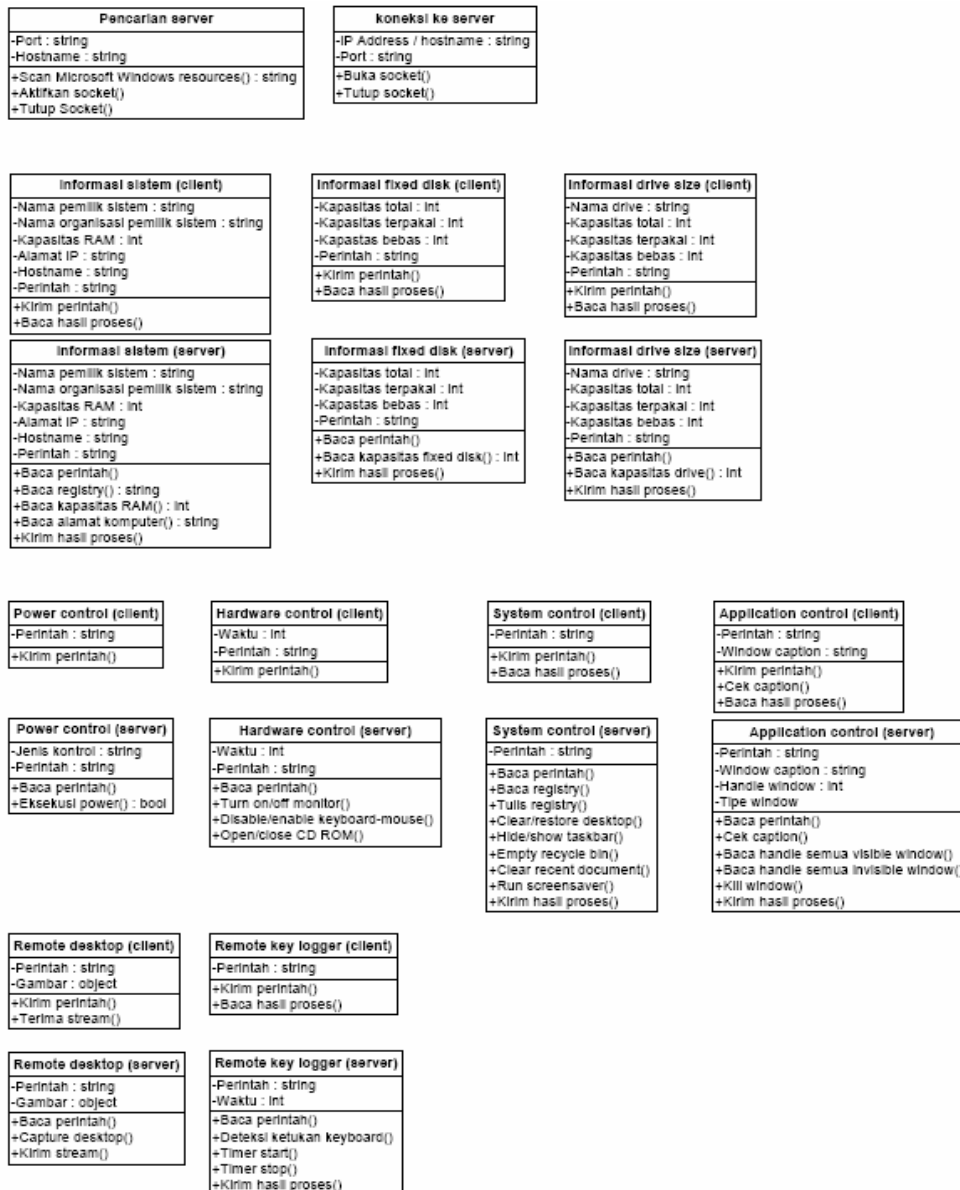 Pencarian server
-Port : string
-Hostname : string
+Scan Microsoft Windows resources() : string
+Aktifkan socket()
+Tutup Socket()
koneksi ke server
-IP Address / hostname : string
-Port : string
+Buka socket()
+Tutup socket()
Informasi sistem (client)
-Nama pemilik sistem : string
-Nama organisasi pemilik sistem : string
-Kapasitas RAM : int
-Alamat IP : string
-Hostname : string
-Perintah : string
+Kirim perintah()
+Baca hasil proses()
Informasi fixed disk (client)
-Kapasitas total : int
-Kapasitas terpakai : int
-Kapastas bebas : int
-Perintah : string
+Kirim perintah()
+Baca hasil proses()
Informasi drive size (client)
-Nama drive : string
-Kapasitas total : int
-Kapasitas terpakai : int
-Kapasitas bebas : int
-Perintah : string
+Kirim perintah()
+Baca hasil proses()
Informasi sistem (server)
-Nama pemilik sistem : string
-Nama organisasi pemilik sistem : string
-Kapasitas RAM : int
-Alamat IP : string
-Hostname : string
-Perintah : string
+Baca perintah()
+Baca registry() : string
+Baca kapasitas RAM() : int
+Baca alamat komputer() : string
+Kirim hasil proses()
Informasi fixed disk (server)
-Kapasitas total : int
-Kapasitas terpakai : int
-Kapastas bebas : int
-Perintah : string
+Baca perintah()
+Baca kapasitas fixed disk() : int
+Kirim hasil proses()
Informasi drive size (server)
-Nama drive : string
-Kapasitas total : int
-Kapasitas terpakai : int
-Kapasitas bebas : int
-Perintah : string
+Baca perintah()
+Baca kapasitas drive() : int
+Kirim hasil proses()
Power control (client)
-Perintah : string
+Kirim perintah()
Hardware control (client)
-Waktu : int
-Perintah : string
+Kirim perintah()
System control (client)
-Perintah : string
+Kirim perintah()
+Baca hasil proses()
Application control (client)
-Perintah : string
-Window caption : string
+Kirim perintah()
+Cek caption()
+Baca hasil proses()
Power control (server)
-Jenis kontrol : string
-Perintah : string
+Baca perintah()
+Eksekusi power() : bool
Hardware control (server)
-Waktu : int
-Perintah : string
+Baca perintah()
+Turn on/off monitor()
+Disable/enable keyboard-mouse()
+Open/close CD ROM()
System control (server)
-Perintah : string
+Baca perintah()
+Baca registry()
+Tulis registry()
+Clear/restore desktop()
+Hide/show taskbar()
+Empty recycle bin()
+Clear recent document()
+Run screensaver()
+Kirim hasil proses()
Application control (server)
-Perintah : string
-Window caption : string
-Handle window : int
-Tipe window
+Baca perintah()
+Cek caption()
+Baca handle semua visible window()
+Baca handle semua invisible window()
+Kill window()
+Kirim hasil proses()
Remote desktop (client)
-Perintah : string
-Gambar : object
+Kirim perintah()
+Terima stream()
Remote key logger (client)
-Perintah : string
+Kirim perintah()
+Baca hasil proses()
Remote desktop (server)
-Perintah : string
-Gambar : object
+Baca perintah()
+Capture desktop()
+Kirim stream()
Remote key logger (server)
-Perintah : string
-Waktu : int
+Baca perintah()
+Deteksi ketukan keyboard()
+Timer start()
+Timer stop()
+Kirim hasil proses()